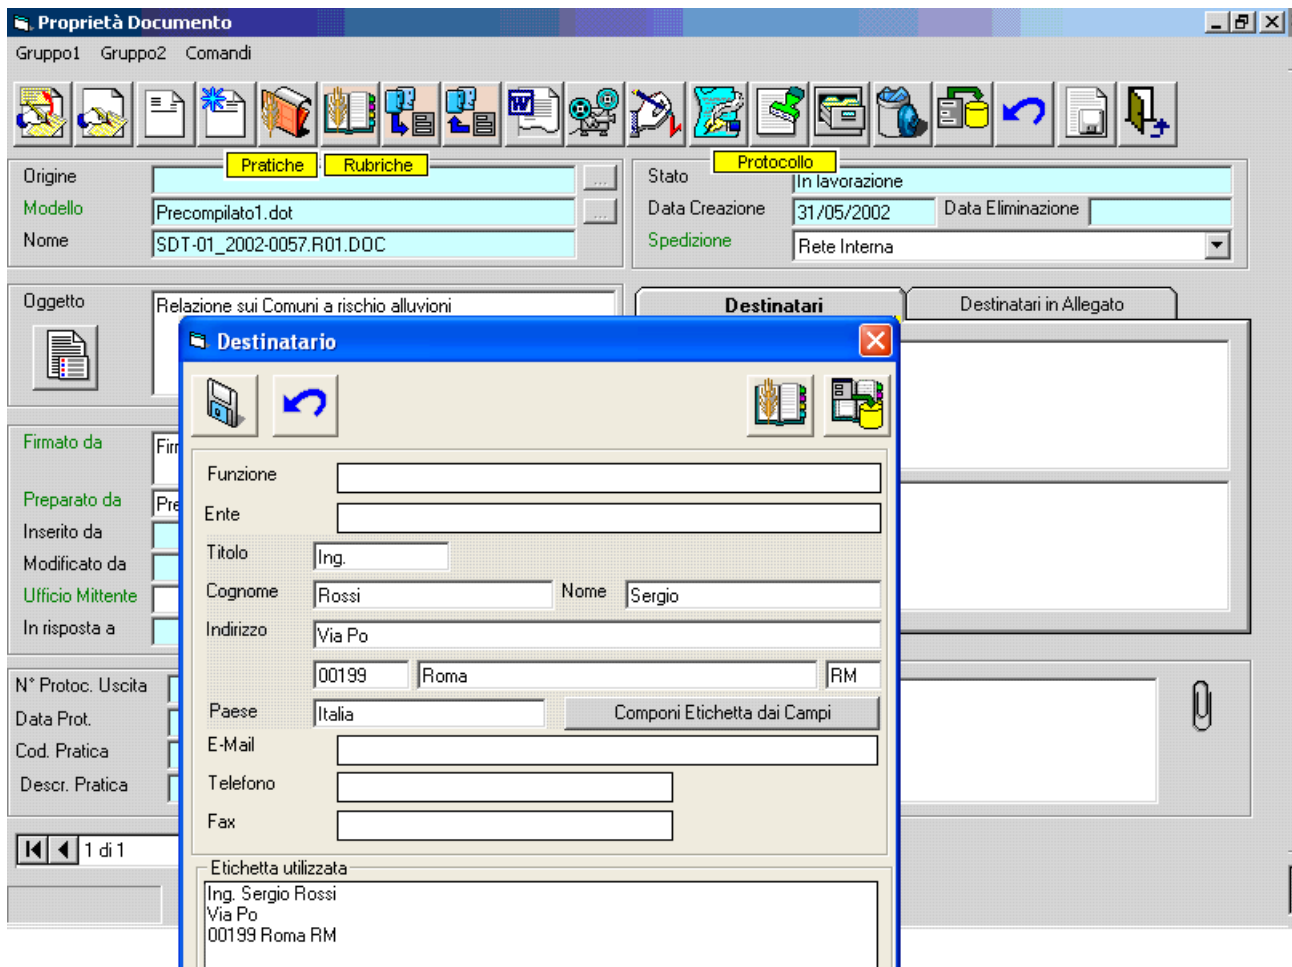 Proprietà Documento
Gruppo1 Gruppo2 Comandi
Pratiche Rubriche Protocollo
Origine ...
Modello Precompilato1.dot ...
Nome SDT-01_2002-0057.R01.DOC
Stato In lavorazione
Data Creazione 31/05/2002 Data Eliminazione
Spedizione Rete Interna
Oggetto Relazione sui Comuni a rischio alluvioni
Destinatari Destinatari in Allegato
Firmato da
Preparato da
Inserito da
Modificato da
Ufficio Mittente
In risposta a
N° Protoc. Uscita
Data Prot.
Cod. Pratica
Descr. Pratica
1 di 1
Destinatario
Funzione
Ente
Titolo Ing.
Cognome Rossi Nome Sergio
Indirizzo Via Po
00199 Roma RM
Paese Italia Componi Etichetta dai Campi
E-Mail
Telefono
Fax
Etichetta utilizzata
Ing. Sergio Rossi
Via Po
00199 Roma RM